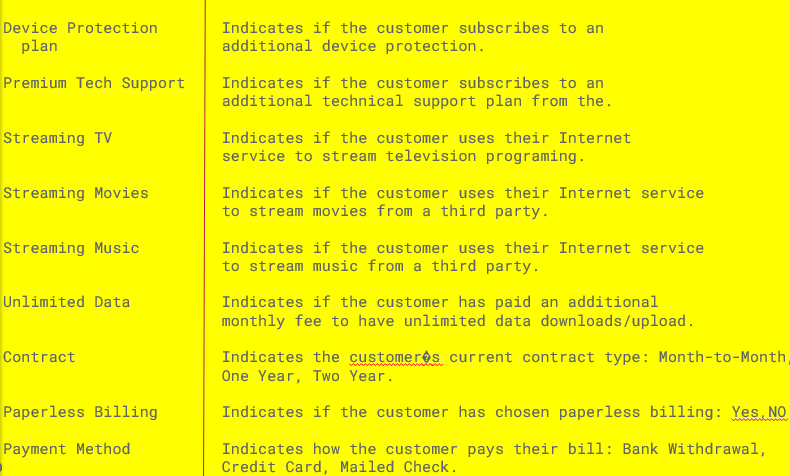 Device Protection Indicates if the customer subscribes to an
plan additional device protection.
Premium Tech Support Indicates if the customer subscribes to an
additional technical support plan from the.
Streaming TV Indicates if the customer uses their Internet
service to stream television programing.
Streaming Movies Indicates if the customer uses their Internet service
to stream movies from a third party.
Streaming Music Indicates if the customer uses their Internet service
to stream music from a third party.
Unlimited Data Indicates if the customer has paid an additional
monthly fee to have unlimited data downloads/upload.
Contract Indicates the customer�s current contract type: Month-to-Month,
One Year, Two Year.
Paperless Billing Indicates if the customer has chosen paperless billing: Yes,NO
Payment Method Indicates how the customer pays their bill: Bank Withdrawal,
Credit Card, Mailed Check.